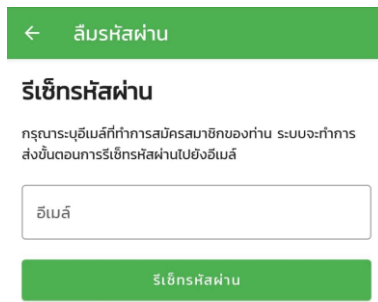 ลืมรหัสผ่าน
รีเซ็ทรหัสผ่าน
กรุณาระบุอีเมล์ที่ทำการสมัครสมาชิกของท่าน ระบบจะทำการ
ส่งขั้นตอนการรีเซ็ทรหัสผ่านไปยังอีเมล์
อีเมล์
รีเซ็ทรหัสผ่าน